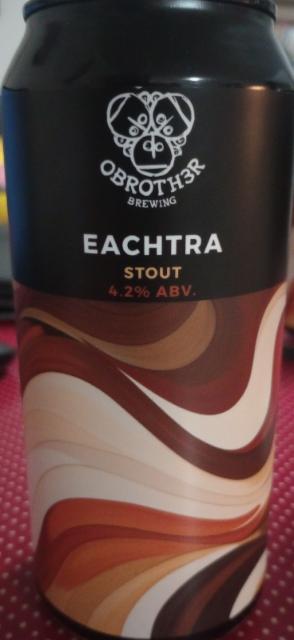 OBROTH3R
BREWING
EACHTRA
STOUT
4.2% ABV.